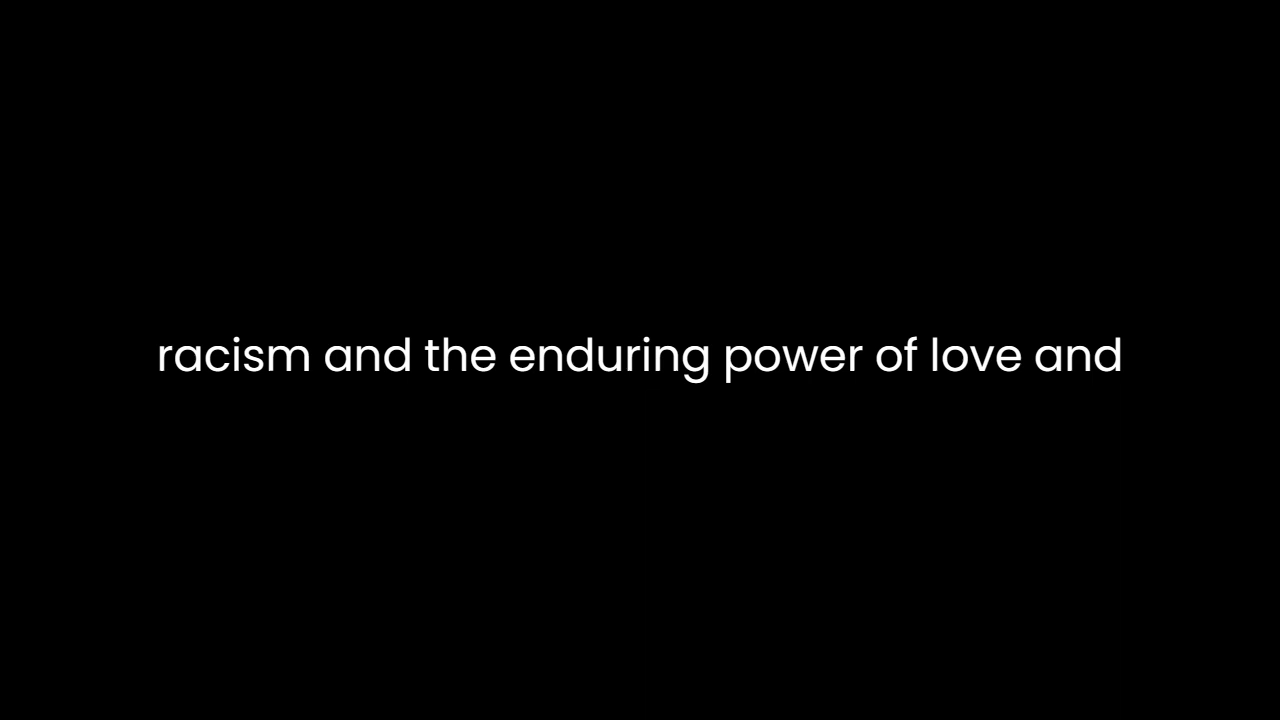 racism and the enduring power of love and